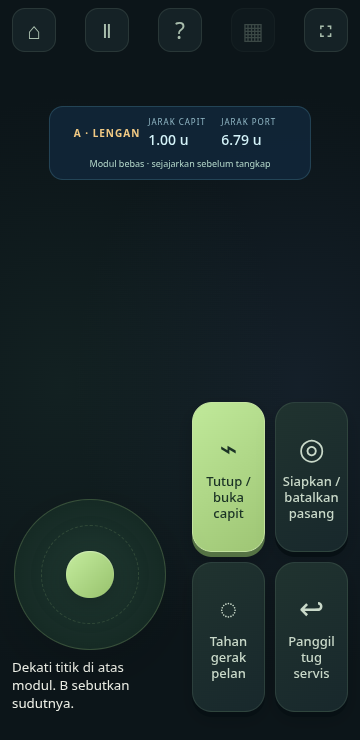 ?
A · LENGAN
JARAK CAPIT
1.00 u
JARAK PORT
6.79 u
Modul bebas · sejajarkan sebelum tangkap
Tutup /
buka
capit
Siapkan /
batalkan
pasang
Tahan
gerak
pelan
Panggil
tug
servis
Dekati titik di atas
modul. B sebutkan
sudutnya.